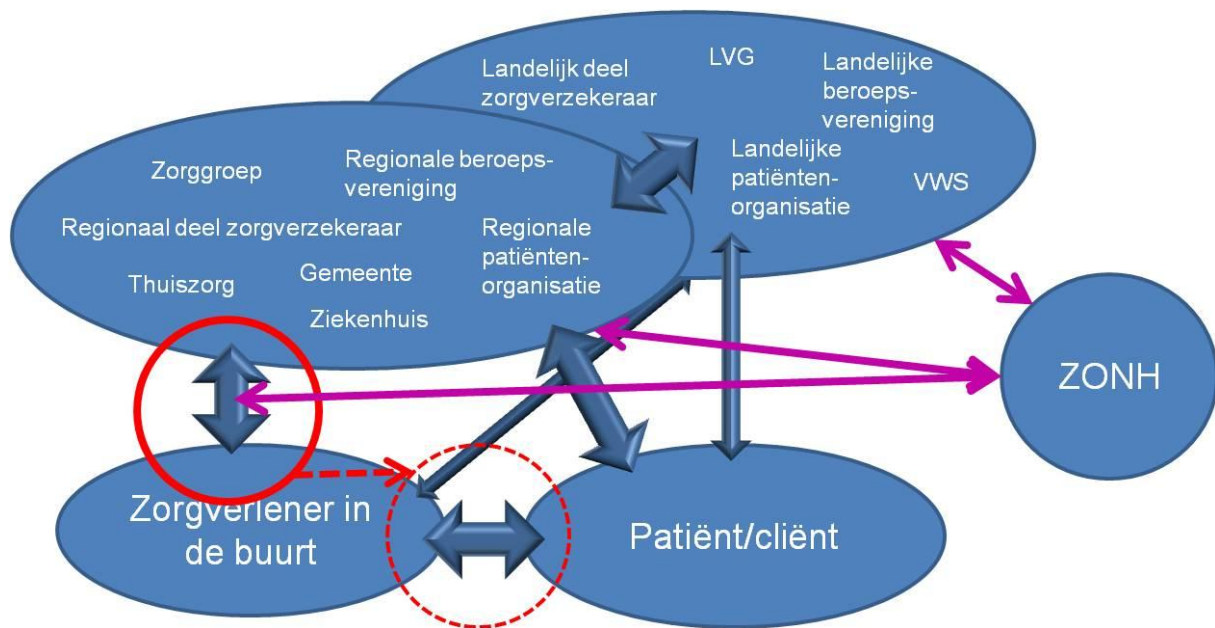 LVG
Landelijk deel
zorgverzekeraar
Landelijke
beroeps-
vereniging
Landelijke
patiënten-
organisatie
VWS
Zorggroep
Regionale beroeps-
vereniging
Regionaal deel zorgverzekeraar
Regionale
patiënten-
organisatie
Gemeente
Thuiszorg
Ziekenhuis
ZONH
Zorgverlener in
de buurt
Patiënt/cliënt